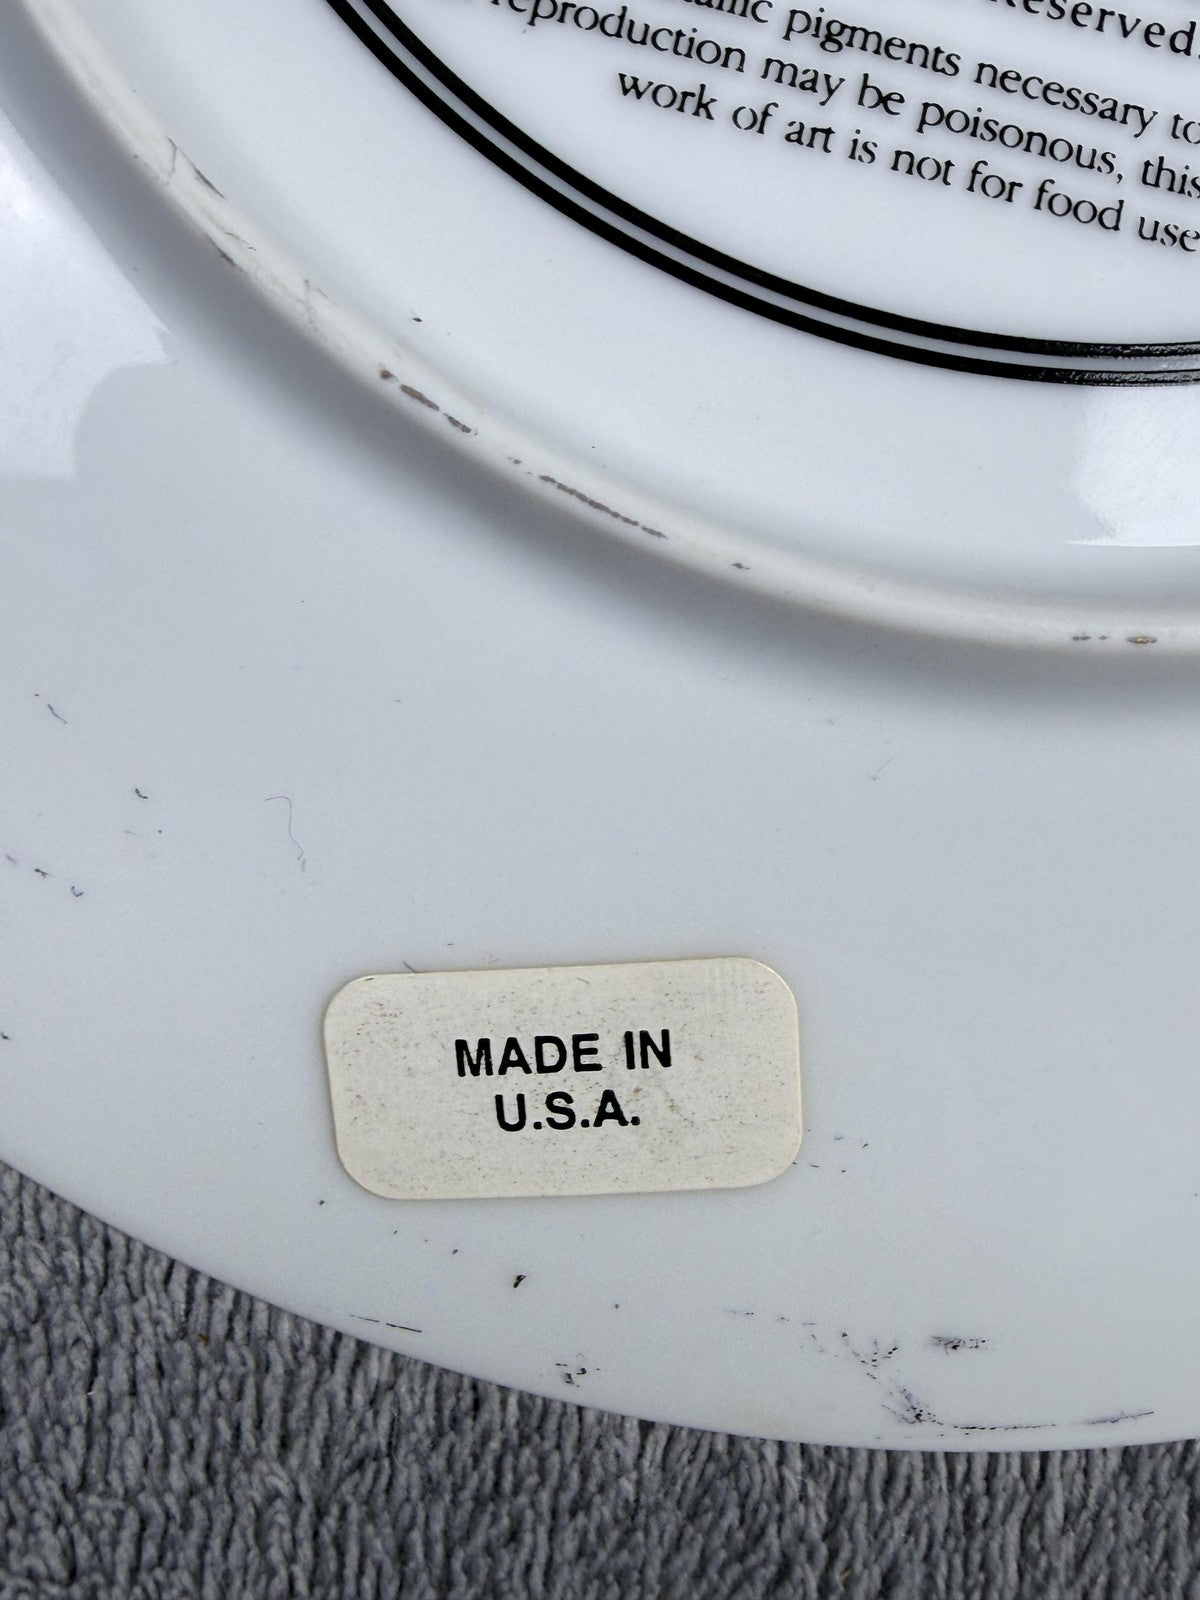 Reserved.
pigments necessary to
reproduction may be poisonous, this
work of art is not for food use
MADE IN
U.S.A.